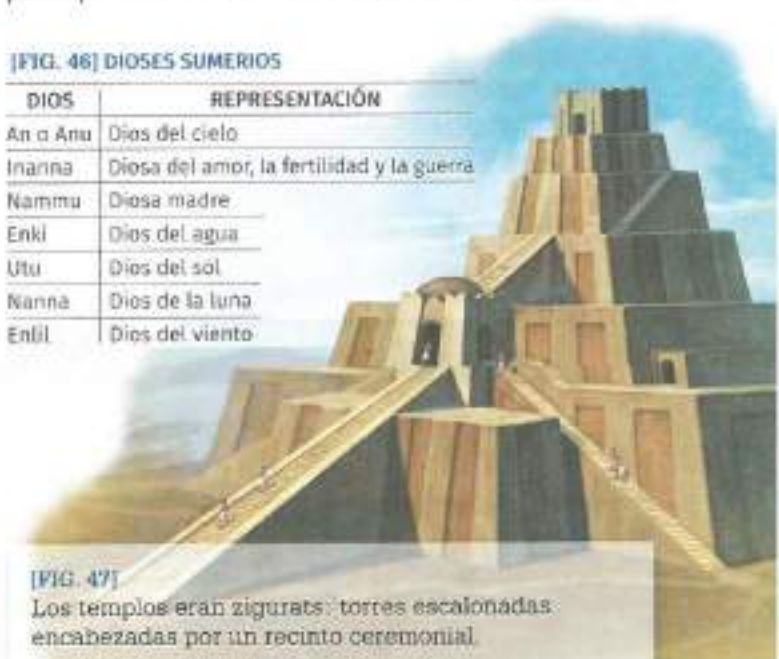 [FIG. 46] DIOSES SUMERIOS
DIOS REPRESENTACIÓN
An o Anu Dios del cielo
Inanna Diosa del amor, la fertilidad y la guerra
Nammu Diosa madre
Enki Dios del agua
Utu Dios del sol
Nanna Dios de la luna
Enlil Dios del viento
[FIG. 47]
Los templos eran zigurats: torres escalonadas
encabezadas por un recinto ceremonial.